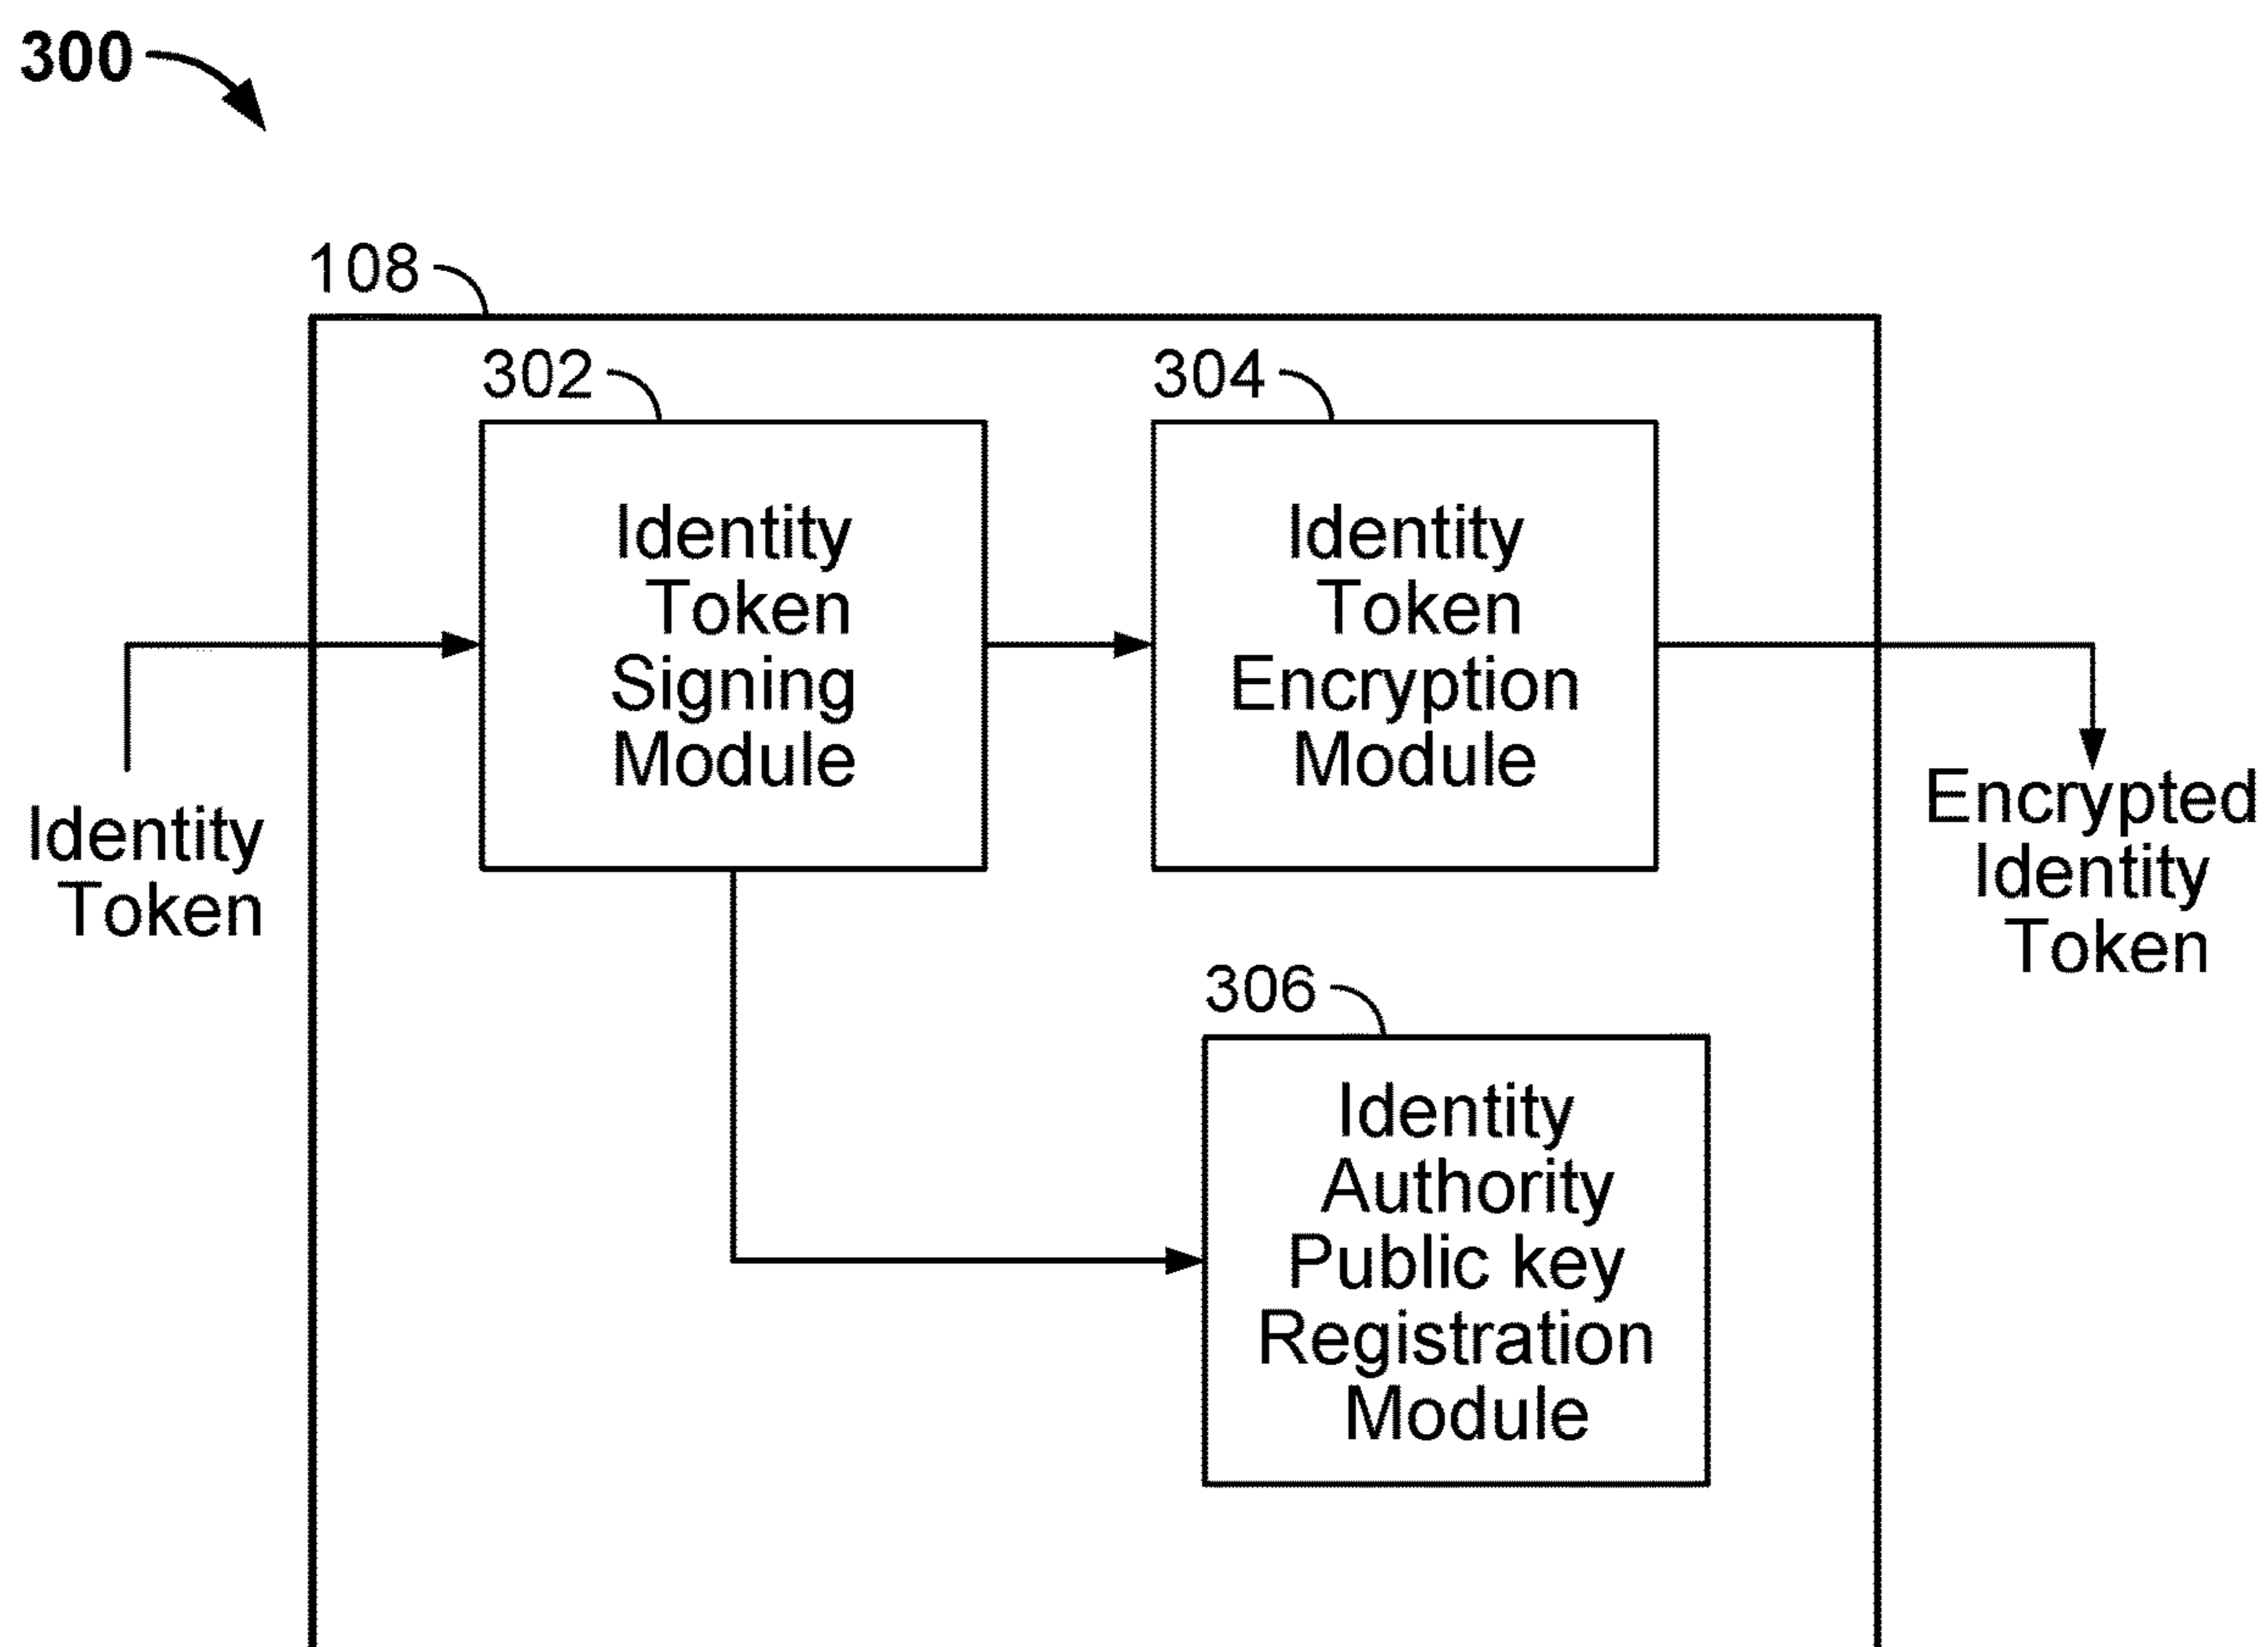 300
108
302
304
Identity
Token
Signing
Module
Identity
Token
Encryption
Module
Identity
Token
Encrypted
Identity
Token
306
Identity
Authority
Public key
Registration
Module